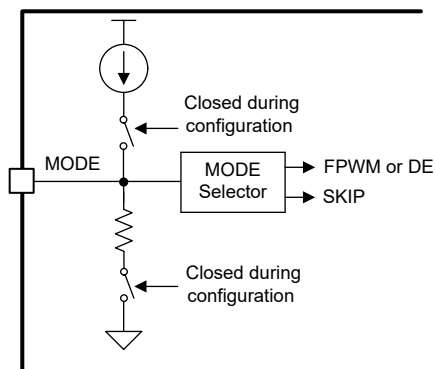 Closed during
configuration
MODE
MODE
Selector
FPWM or DE
SKIP
Closed during
configuration